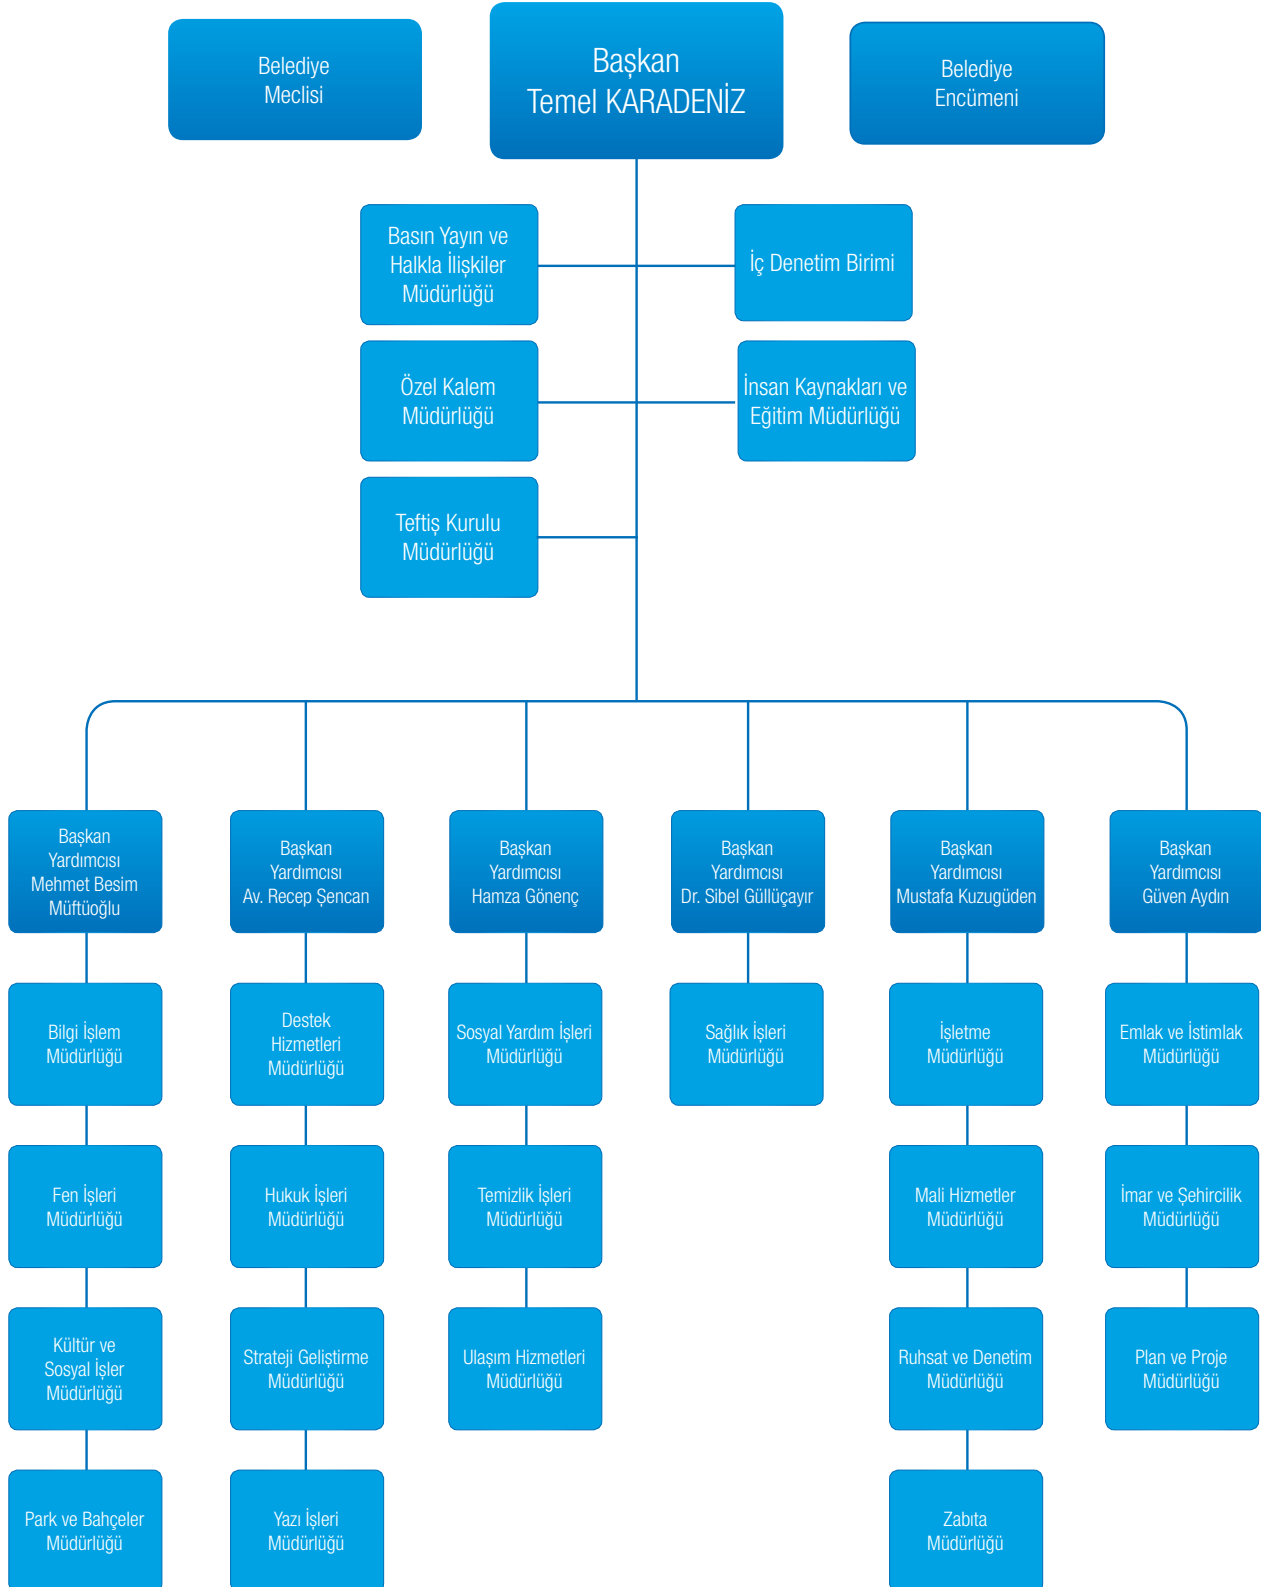 Belediye
Meclisi
Başkan
Temel KARADENİZ
Belediye
Encümeni
Basın Yayın ve
Halkla İlişkiler
Müdürlüğü
İç Denetim Birimi
Özel Kalem
Müdürlüğü
İnsan Kaynakları ve
Eğitim Müdürlüğü
Teftiş Kurulu
Müdürlüğü
Başkan
Yardımcısı
Mehmet Besim
Müftüoğlu
Başkan
Yardımcısı
Av. Recep Şencan
Başkan
Yardımcısı
Hamza Gönenç
Başkan
Yardımcısı
Dr. Sibel Güllüçayır
Başkan
Yardımcısı
Mustafa Kuzugüden
Başkan
Yardımcısı
Güven Aydın
Bilgi İşlem
Müdürlüğü
Destek
Hizmetleri
Müdürlüğü
Sosyal Yardım İşleri
Müdürlüğü
Sağlık İşleri
Müdürlüğü
İşletme
Müdürlüğü
Emlak ve İstimlak
Müdürlüğü
Fen İşleri
Müdürlüğü
Hukuk İşleri
Müdürlüğü
Temizlik İşleri
Müdürlüğü
Mali Hizmetler
Müdürlüğü
İmar ve Şehircilik
Müdürlüğü
Kültür ve
Sosyal İşler
Müdürlüğü
Strateji Geliştirme
Müdürlüğü
Ulaşım Hizmetleri
Müdürlüğü
Ruhsat ve Denetim
Müdürlüğü
Plan ve Proje
Müdürlüğü
Park ve Bahçeler
Müdürlüğü
Yazı İşleri
Müdürlüğü
Zabıta
Müdürlüğü